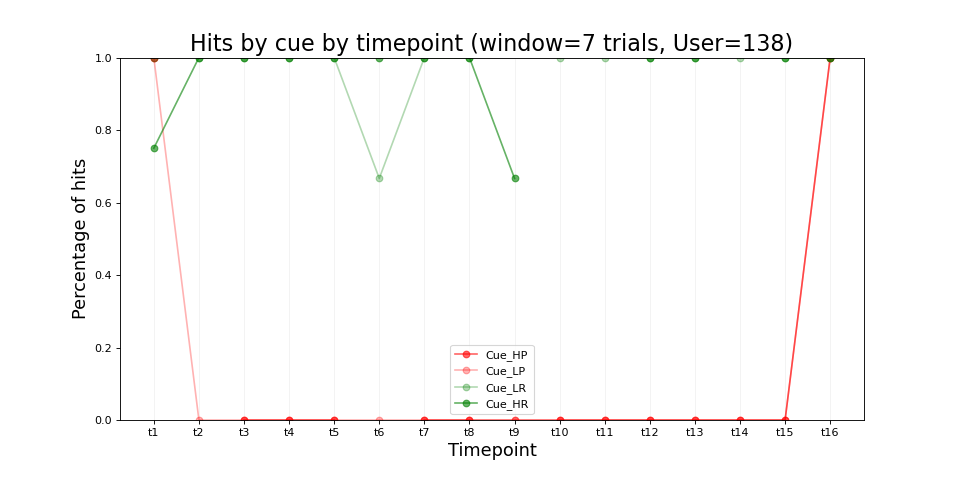 Hits by cue by timepoint (window=7 trials, User=138)
Percentage of hits
1.0
0.8
0.6
0.4
0.2
0.0
Cue_HP
Cue_LP
Cue_LR
Cue_HR
t1 t2 t3 t4 t5 t6 t7 t8 t9 t10 t11 t12 t13 t14 t15 t16
Timepoint